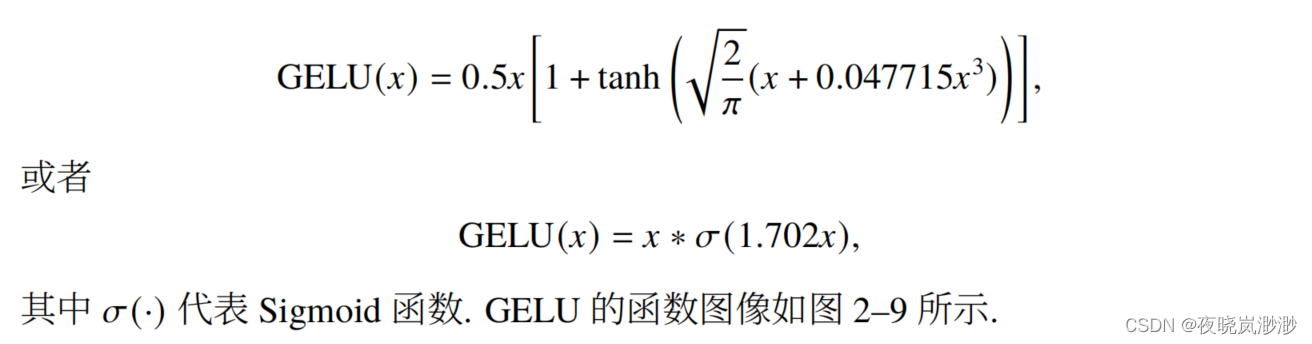 GELU(x) = 0.5x[1 + tanh(√(2/π)(x + 0.047715x³))],
或者
GELU(x) = x ∗ σ(1.702x),
其中 σ(·) 代表 Sigmoid 函数. GELU 的函数图像如图 2–9 所示.
CSDN @夜晓岚渺渺